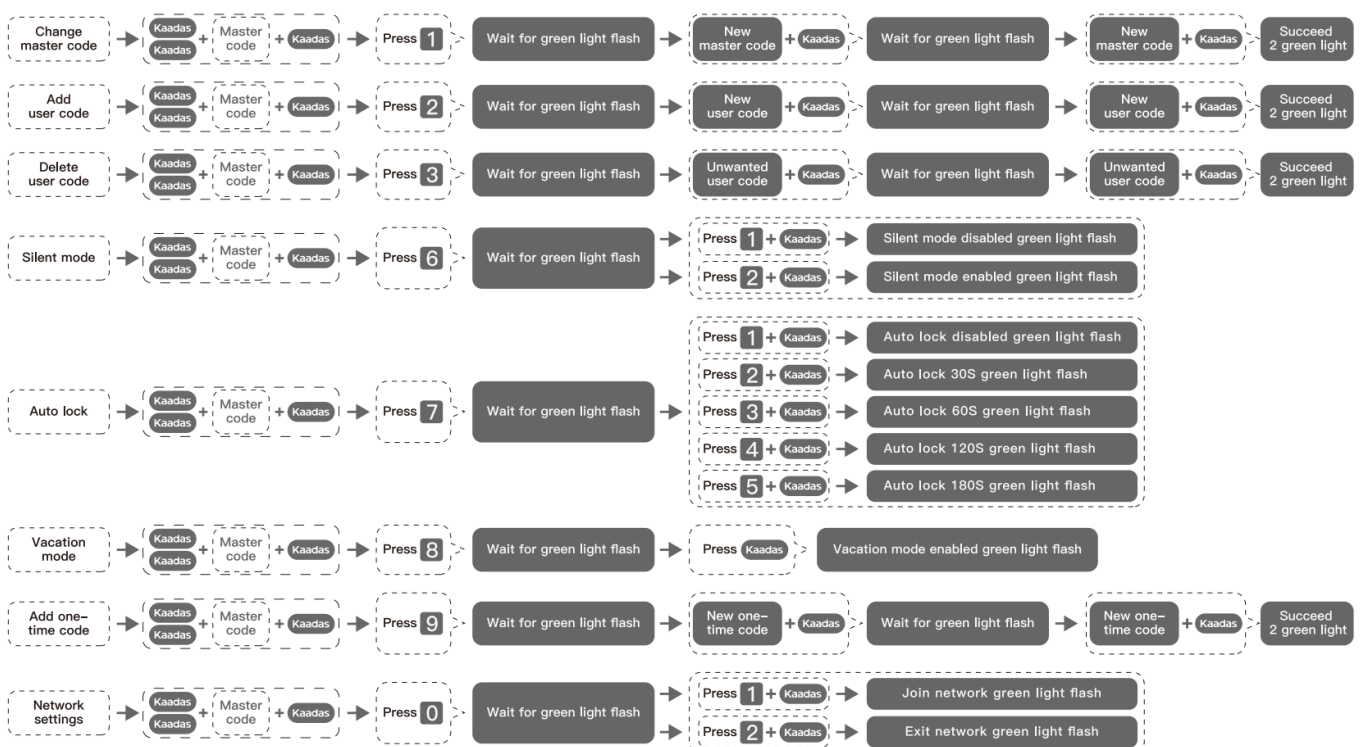 Change
master code
Kaadas
Kaadas
+
Master
code
+ Kaadas
Press 1
Wait for green light flash
New
master code
+ Kaadas
Wait for green light flash
New
master code
+ Kaadas
Succeed
2 green light
Add
user code
Kaadas
Kaadas
+
Master
code
+ Kaadas
Press 2
Wait for green light flash
New
user code
+ Kaadas
Wait for green light flash
New
user code
+ Kaadas
Succeed
2 green light
Delete
user code
Kaadas
Kaadas
+
Master
code
+ Kaadas
Press 3
Wait for green light flash
Unwanted
user code
+ Kaadas
Wait for green light flash
Unwanted
user code
+ Kaadas
Succeed
2 green light
Silent mode
Kaadas
Kaadas
+
Master
code
+ Kaadas
Press 6
Wait for green light flash
Press 1 + Kaadas
Silent mode disabled green light flash
Press 2 + Kaadas
Silent mode enabled green light flash
Auto lock
Kaadas
Kaadas
+
Master
code
+ Kaadas
Press 7
Wait for green light flash
Press 1 + Kaadas
Auto lock disabled green light flash
Press 2 + Kaadas
Auto lock 30S green light flash
Press 3 + Kaadas
Auto lock 60S green light flash
Press 4 + Kaadas
Auto lock 120S green light flash
Press 5 + Kaadas
Auto lock 180S green light flash
Vacation
mode
Kaadas
Kaadas
+
Master
code
+ Kaadas
Press 8
Wait for green light flash
Press Kaadas
Vacation mode enabled green light flash
Add one-
time code
Kaadas
Kaadas
+
Master
code
+ Kaadas
Press 9
Wait for green light flash
New one-
time code
+ Kaadas
Wait for green light flash
New one-
time code
+ Kaadas
Succeed
2 green light
Network
settings
Kaadas
Kaadas
+
Master
code
+ Kaadas
Press 0
Wait for green light flash
Press 1 + Kaadas
Join network green light flash
Press 2 + Kaadas
Exit network green light flash